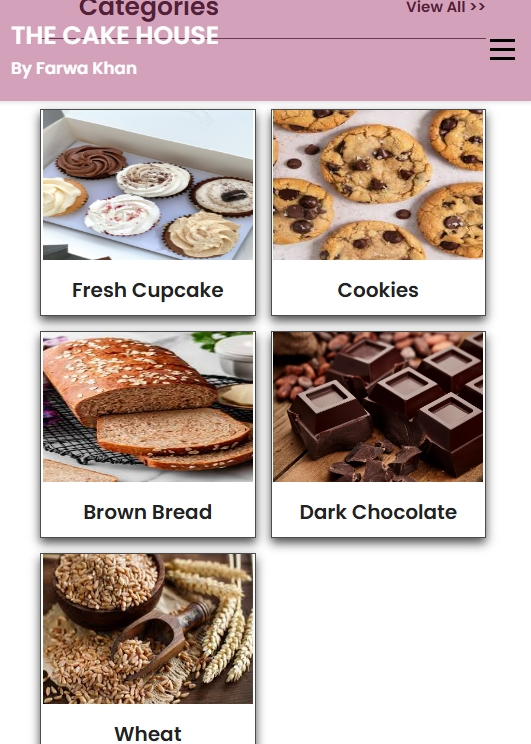 Categories
View All >>
THE CAKE HOUSE
By Farwa Khan
Fresh Cupcake
Cookies
Brown Bread
Dark Chocolate
Wheat